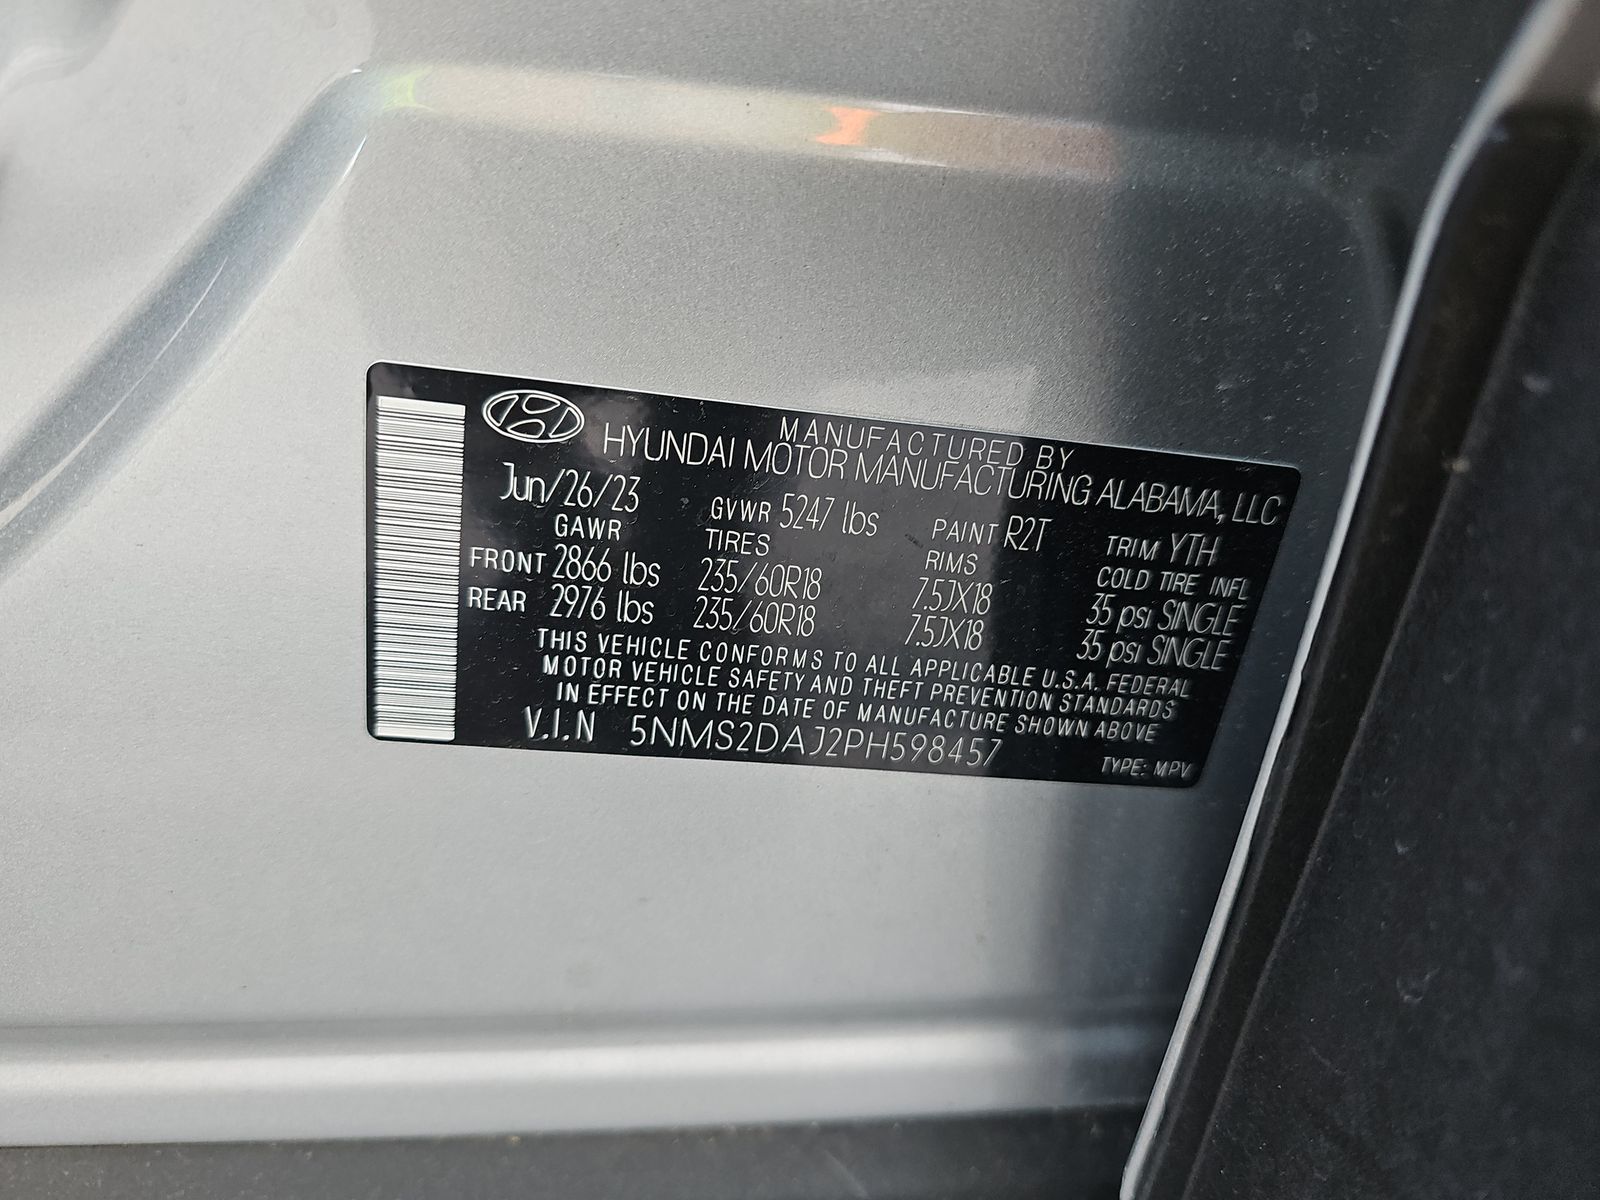 MANUFACTURED BY
HYUNDAI MOTOR MANUFACTURING ALABAMA, LLC
Jun/26/23 GVWR 5247 lbs PAINT R2T TRIM YTH
GAWR TIRES RIMS COLD TIRE INFL
FRONT 2866 lbs 235/60R18 7.5JX18 35 psi SINGLE
REAR 2976 lbs 235/60R18 7.5JX18 35 psi SINGLE
THIS VEHICLE CONFORMS TO ALL APPLICABLE U.S.A. FEDERAL
MOTOR VEHICLE SAFETY AND THEFT PREVENTION STANDARDS
IN EFFECT ON THE DATE OF MANUFACTURE SHOWN ABOVE
V.I.N 5NMS2DAJ2PH598457 TYPE: MPV